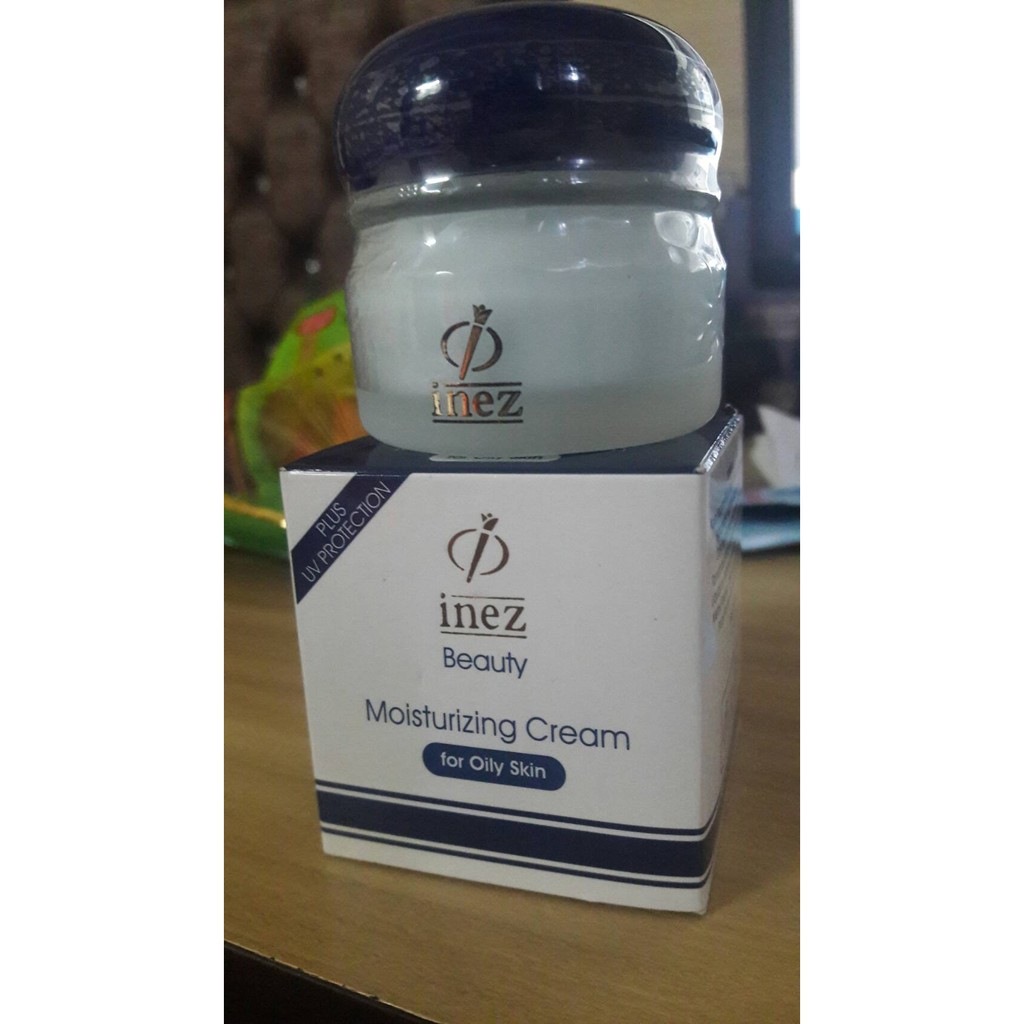 inez
PLUS
UV PROTECTION
inez
Beauty
Moisturizing Cream
for Oily Skin